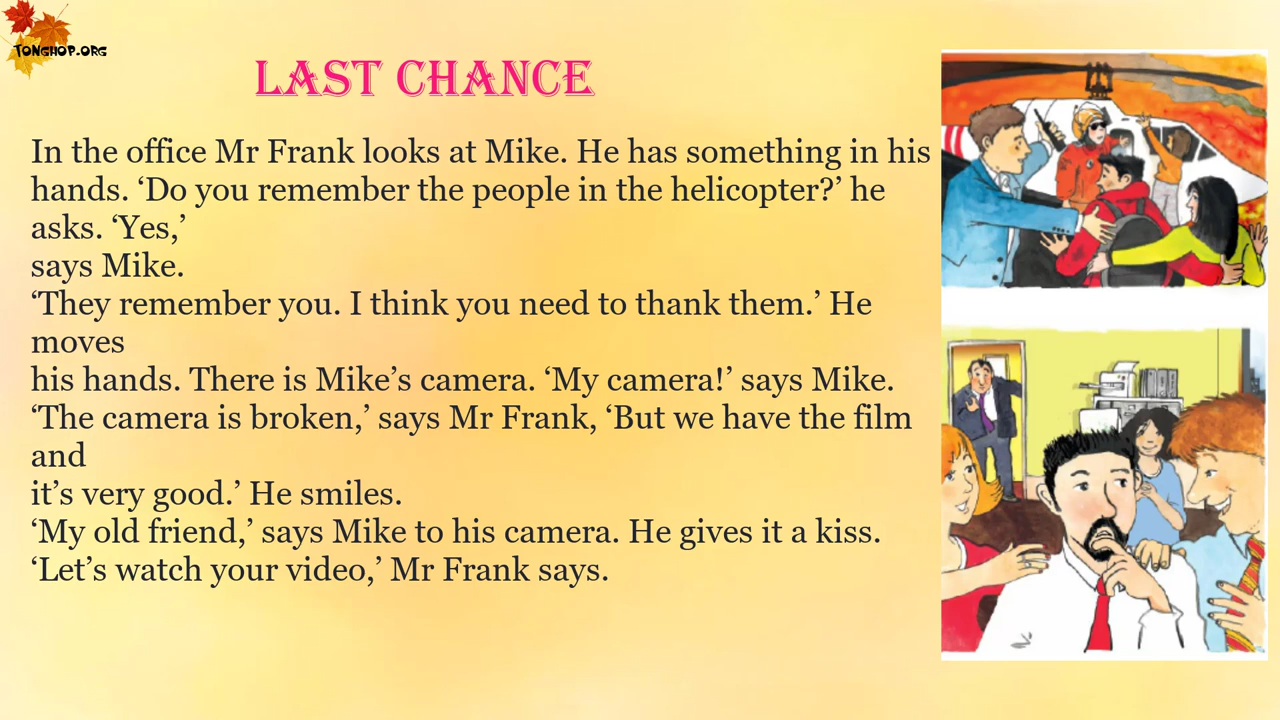 TONGHOP.ORG
LAST CHANCE
In the office Mr Frank looks at Mike. He has something in his
hands. ‘Do you remember the people in the helicopter?’ he
asks. ‘Yes,’
says Mike.
‘They remember you. I think you need to thank them.’ He
moves
his hands. There is Mike’s camera. ‘My camera!’ says Mike.
‘The camera is broken,’ says Mr Frank, ‘But we have the film
and
it’s very good.’ He smiles.
‘My old friend,’ says Mike to his camera. He gives it a kiss.
‘Let’s watch your video,’ Mr Frank says.